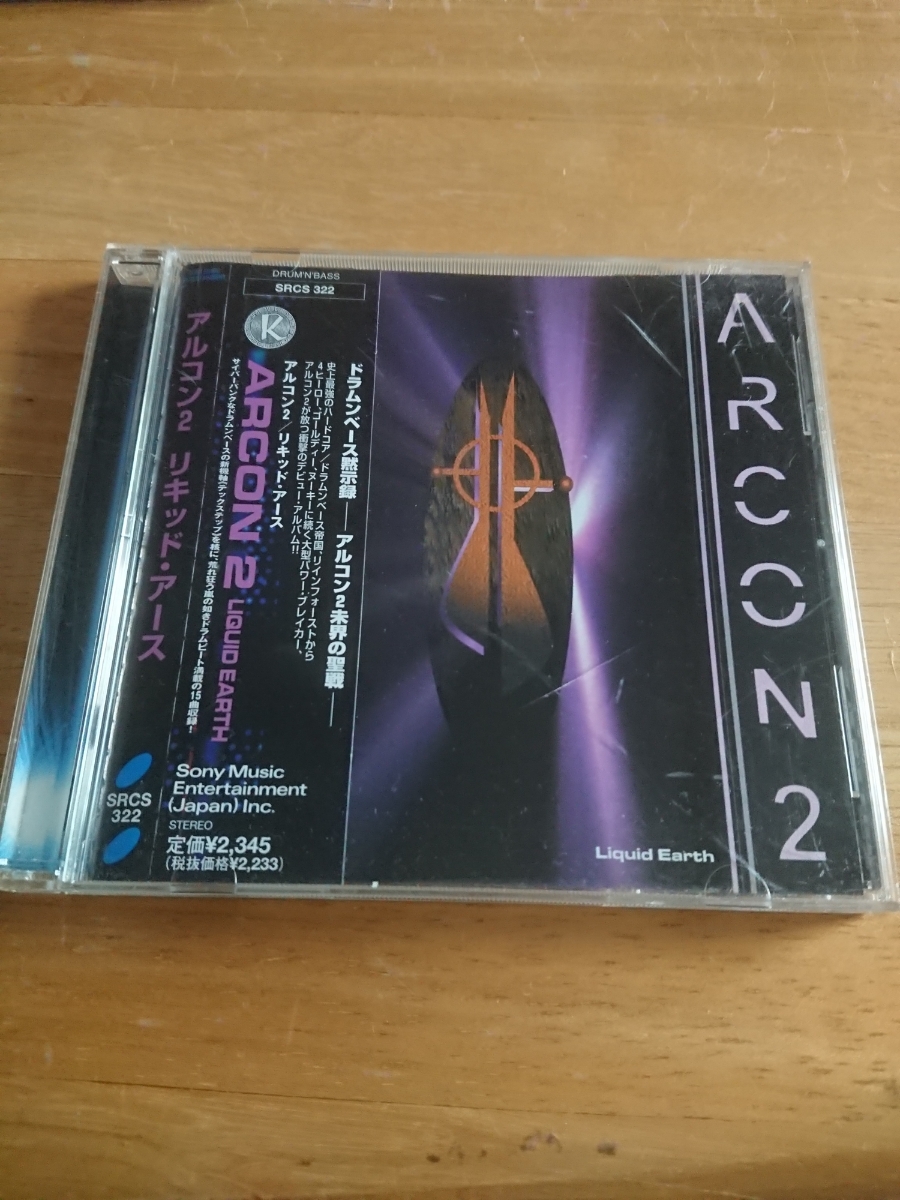 アルコン2 リキッド・アース
SRCS
322
DRUM'N'BASS
SRCS 322
K
ドラムンベース黙示録 ── アルコン2未界の聖戦 ──
史上最強のハードコア/ドラムンベース帝国、リインフォーストから
4ヒーロー、ゴールディー、ヌーキーに続く大型パワー・ブレイカー、
アルコン2が放つ衝撃のデビュー・アルバム!!
アルコン2/リキッド・アース
ARCON 2 LIQUID EARTH
サイバーパンクなドラムンベースの新機軸〈テックステップ〉を核に、荒れ狂う嵐の如きドラムビート満載の15曲収録!
Sony Music
Entertainment
(Japan) Inc.
STEREO
定価¥2,345
(税抜価格¥2,233)
ARCON 2
Liquid Earth